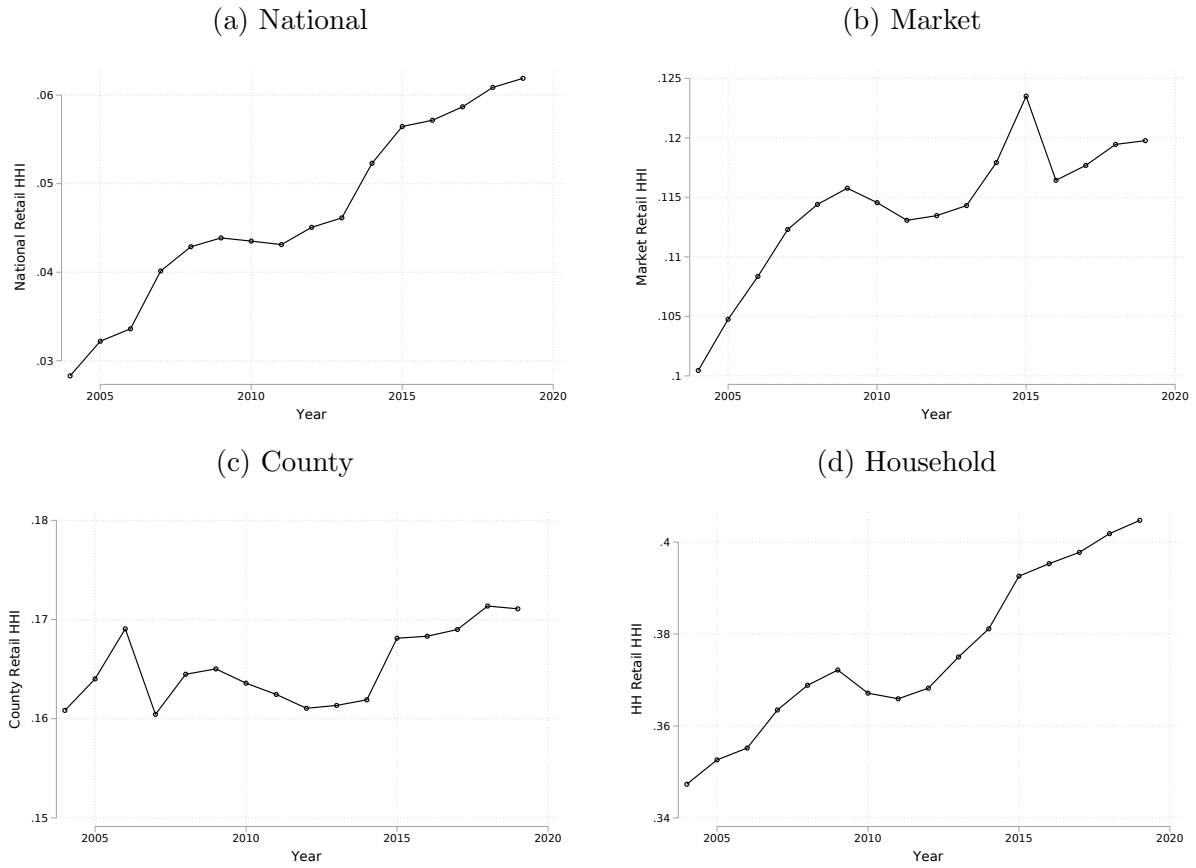 (a) National
(b) Market
.06
.05
.04
.03
National Retail HHI
2005 2010 2015 2020
Year
.125
.12
.115
.11
.105
.1
Market Retail HHI
2005 2010 2015 2020
Year
(c) County
(d) Household
.18
.17
.16
.15
County Retail HHI
2005 2010 2015 2020
Year
.4
.38
.36
.34
HH Retail HHI
2005 2010 2015 2020
Year